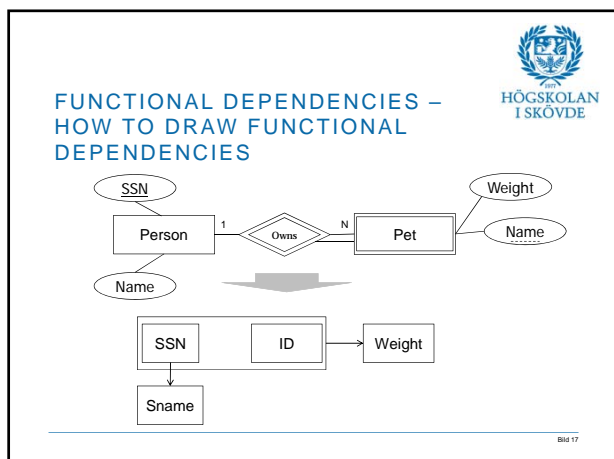 FUNCTIONAL DEPENDENCIES –
HOW TO DRAW FUNCTIONAL
DEPENDENCIES
1977
HÖGSKOLAN
I SKÖVDE
SSN
Person
Name
1
Owns
N
Pet
Weight
Name
SSN
ID
Weight
Sname
Bild 17